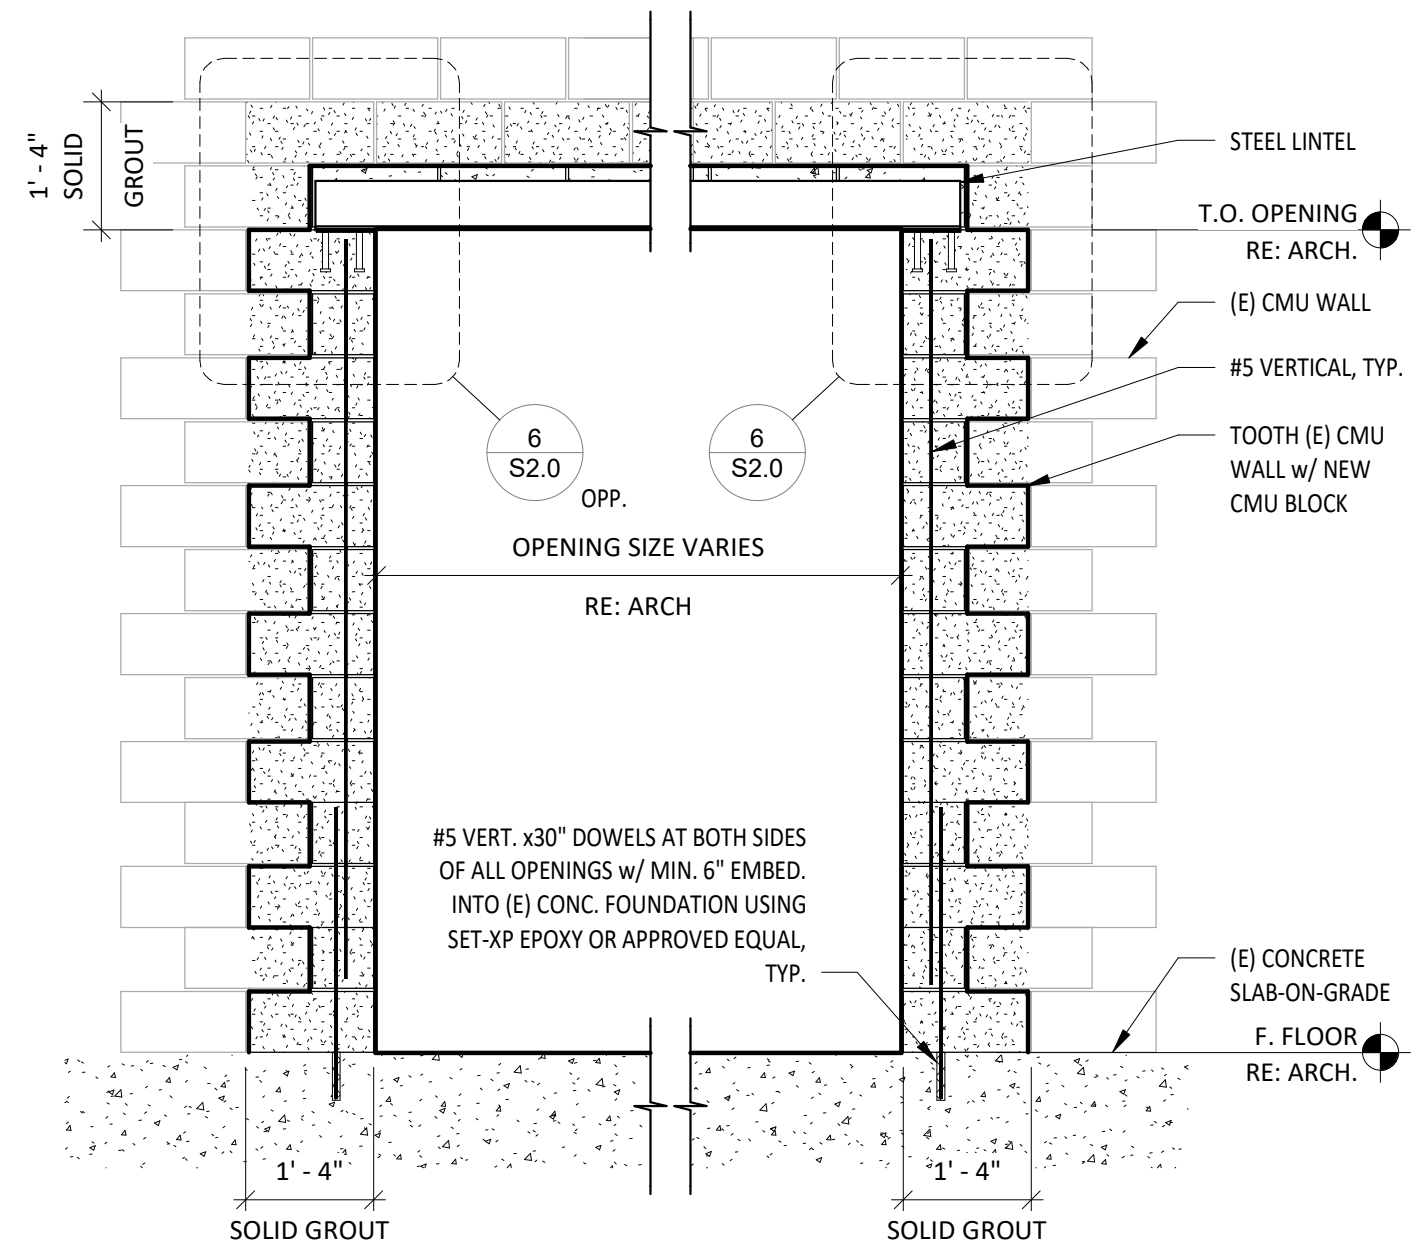 1' - 4"
SOLID
GROUT
STEEL LINTEL
T.O. OPENING
RE: ARCH.
(E) CMU WALL
#5 VERTICAL, TYP.
TOOTH (E) CMU
WALL w/ NEW
CMU BLOCK
6
S2.0
OPP.
6
S2.0
OPENING SIZE VARIES
RE: ARCH
#5 VERT. x30" DOWELS AT BOTH SIDES
OF ALL OPENINGS w/ MIN. 6" EMBED.
INTO (E) CONC. FOUNDATION USING
SET-XP EPOXY OR APPROVED EQUAL,
TYP.
(E) CONCRETE
SLAB-ON-GRADE
F. FLOOR
RE: ARCH.
1' - 4"
SOLID GROUT
1' - 4"
SOLID GROUT